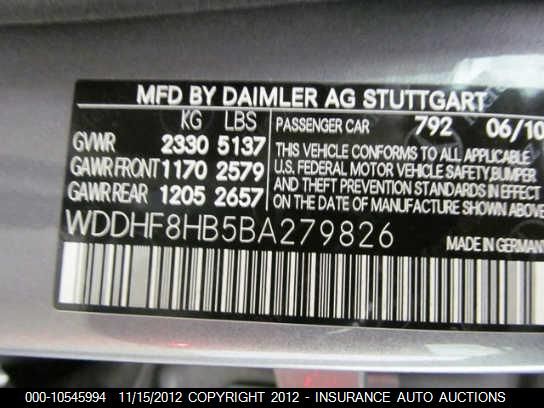 MFD BY DAIMLER AG STUTTGART
KG LBS
GVWR 2330 5137
GAWR FRONT 1170 2579
GAWR REAR 1205 2657
PASSENGER CAR 792 06/10
THIS VEHICLE CONFORMS TO ALL APPLICABLE
U.S. FEDERAL MOTOR VEHICLE SAFETY, BUMPER
AND THEFT PREVENTION STANDARDS IN
EFFECT ON THE DATE OF MANUFACTURE
SHOWN ABOVE.
WDDHF8HB5BA279826
MADE IN GERMAN
000-10545994 11/15/2012 COPYRIGHT 2012 - INSURANCE AUTO AUCTIONS